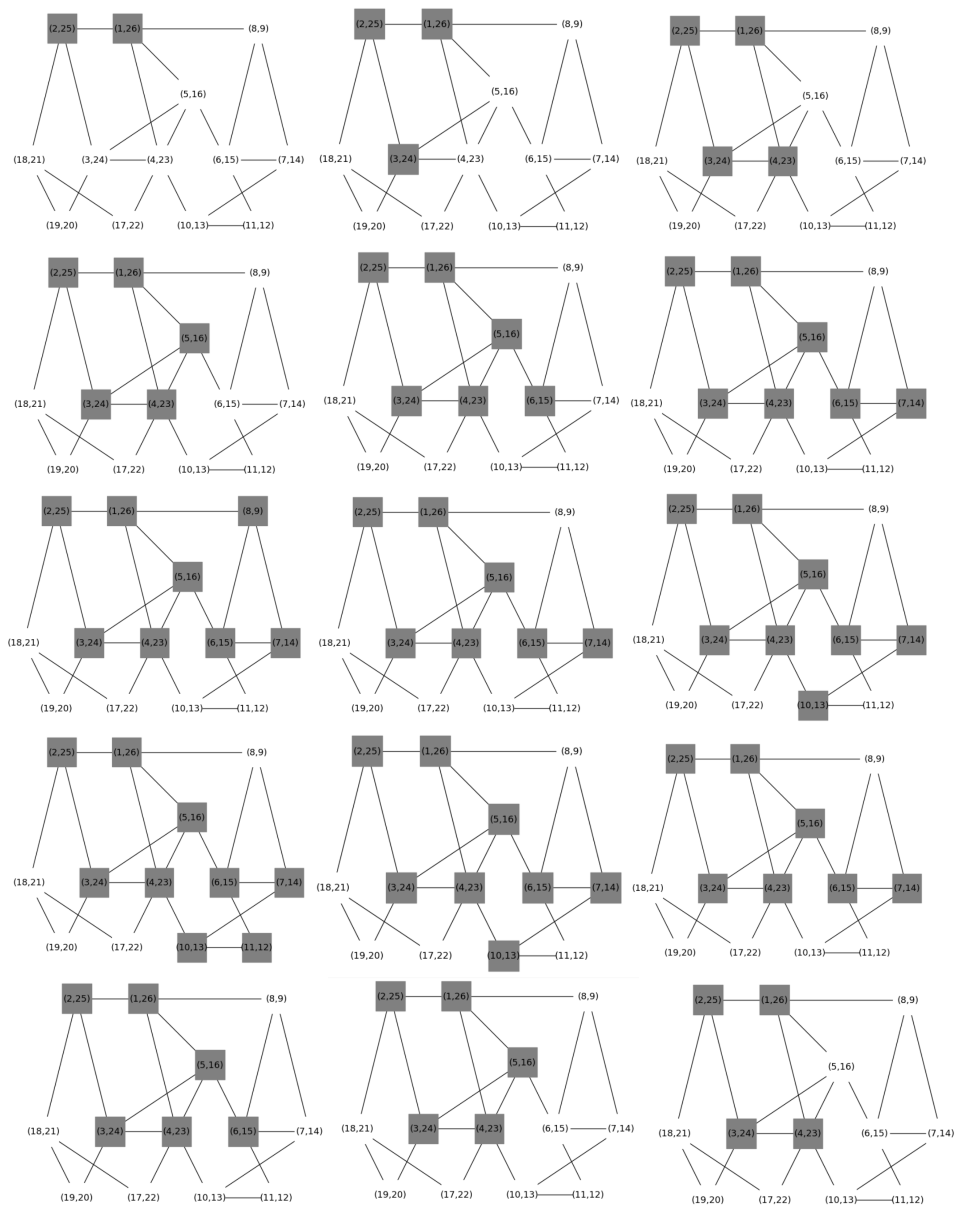 (2,25) (1,26) (8,9) (2,25) (1,26) (8,9) (2,25) (1,26) (8,9)
(5,16) (5,16) (5,16)
(18,21) (3,24) (4,23) (6,15) (7,14) (18,21) (3,24) (4,23) (6,15) (7,14) (18,21) (3,24) (4,23) (6,15) (7,14)
(19,20) (17,22) (10,13) (11,12) (19,20) (17,22) (10,13) (11,12) (19,20) (17,22) (10,13) (11,12)
(2,25) (1,26) (8,9) (2,25) (1,26) (8,9) (2,25) (1,26) (8,9)
(5,16) (5,16) (5,16)
(18,21) (3,24) (4,23) (6,15) (7,14) (18,21) (3,24) (4,23) (6,15) (7,14) (18,21) (3,24) (4,23) (6,15) (7,14)
(19,20) (17,22) (10,13) (11,12) (19,20) (17,22) (10,13) (11,12) (19,20) (17,22) (10,13) (11,12)
(2,25) (1,26) (8,9) (2,25) (1,26) (8,9) (2,25) (1,26) (8,9)
(5,16) (5,16) (5,16)
(18,21) (3,24) (4,23) (6,15) (7,14) (18,21) (3,24) (4,23) (6,15) (7,14) (18,21) (3,24) (4,23) (6,15) (7,14)
(19,20) (17,22) (10,13) (11,12) (19,20) (17,22) (10,13) (11,12) (19,20) (17,22) (10,13) (11,12)
(2,25) (1,26) (8,9) (2,25) (1,26) (8,9) (2,25) (1,26) (8,9)
(5,16) (5,16) (5,16)
(18,21) (3,24) (4,23) (6,15) (7,14) (18,21) (3,24) (4,23) (6,15) (7,14) (18,21) (3,24) (4,23) (6,15) (7,14)
(19,20) (17,22) (10,13) (11,12) (19,20) (17,22) (10,13) (11,12) (19,20) (17,22) (10,13) (11,12)
(2,25) (1,26) (8,9) (2,25) (1,26) (8,9) (2,25) (1,26) (8,9)
(5,16) (5,16) (5,16)
(18,21) (3,24) (4,23) (6,15) (7,14) (18,21) (3,24) (4,23) (6,15) (7,14) (18,21) (3,24) (4,23) (6,15) (7,14)
(19,20) (17,22) (10,13) (11,12) (19,20) (17,22) (10,13) (11,12) (19,20) (17,22) (10,13) (11,12)